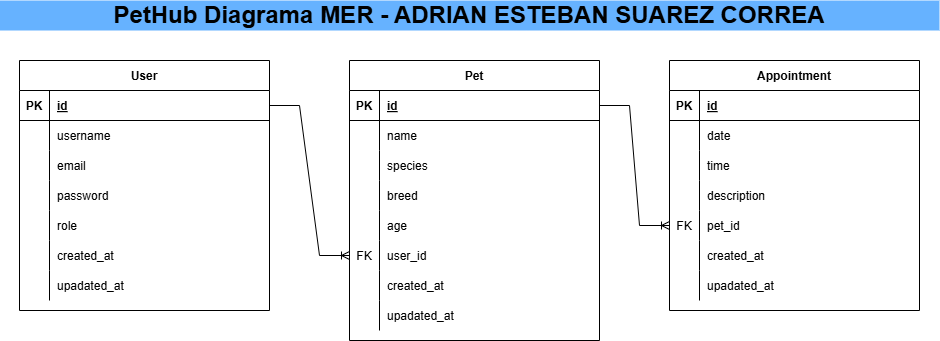 PetHub Diagrama MER - ADRIAN ESTEBAN SUAREZ CORREA
User
PK id
username
email
password
role
created_at
upadated_at
Pet
PK id
name
species
breed
age
FK user_id
created_at
upadated_at
Appointment
PK id
date
time
description
FK pet_id
created_at
upadated_at